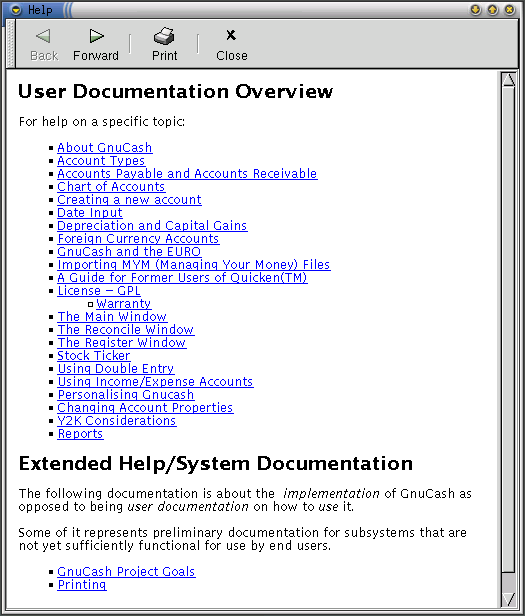 Help
Back Forward Print Close
User Documentation Overview
For help on a specific topic:
About GnuCash
Account Types
Accounts Payable and Accounts Receivable
Chart of Accounts
Creating a new account
Date Input
Depreciation and Capital Gains
Foreign Currency Accounts
GnuCash and the EURO
Importing MYM (Managing Your Money) Files
A Guide for Former Users of Quicken(TM)
License – GPL
Warranty
The Main Window
The Reconcile Window
The Register Window
Stock Ticker
Using Double Entry
Using Income/Expense Accounts
Personalising Gnucash
Changing Account Properties
Y2K Considerations
Reports
Extended Help/System Documentation
The following documentation is about the implementation of GnuCash as
opposed to being user documentation on how to use it.
Some of it represents preliminary documentation for subsystems that are
not yet sufficiently functional for use by end users.
GnuCash Project Goals
Printing